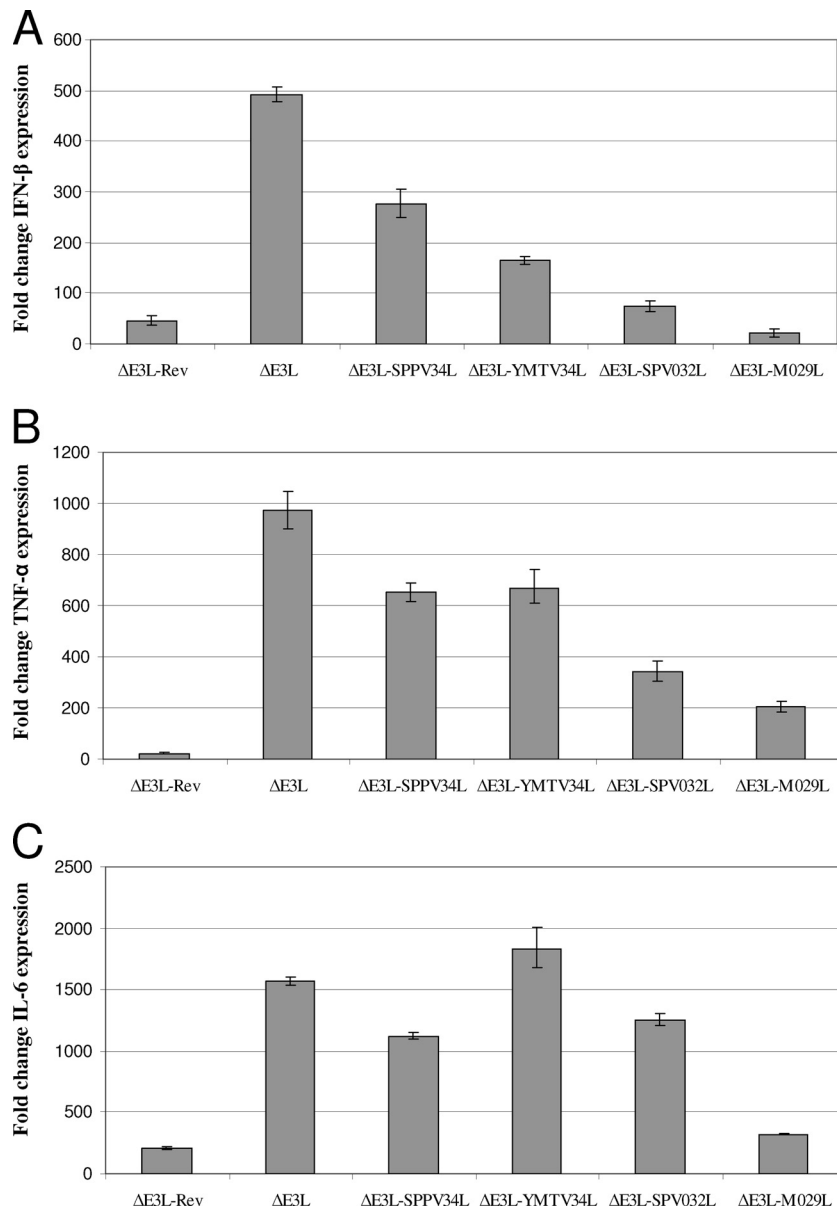 A
Fold change IFN-β expression
600
500
400
300
200
100
0
ΔE3L-Rev ΔE3L ΔE3L-SPPV34L ΔE3L-YMTV34L ΔE3L-SPV032L ΔE3L-M029L
B
Fold change TNF-α expression
1200
1000
800
600
400
200
0
ΔE3L-Rev ΔE3L ΔE3L-SPPV34L ΔE3L-YMTV34L ΔE3L-SPV032L ΔE3L-M029L
C
Fold change IL-6 expression
2500
2000
1500
1000
500
0
ΔE3L-Rev ΔE3L ΔE3L-SPPV34L ΔE3L-YMTV34L ΔE3L-SPV032L ΔE3L-M029L